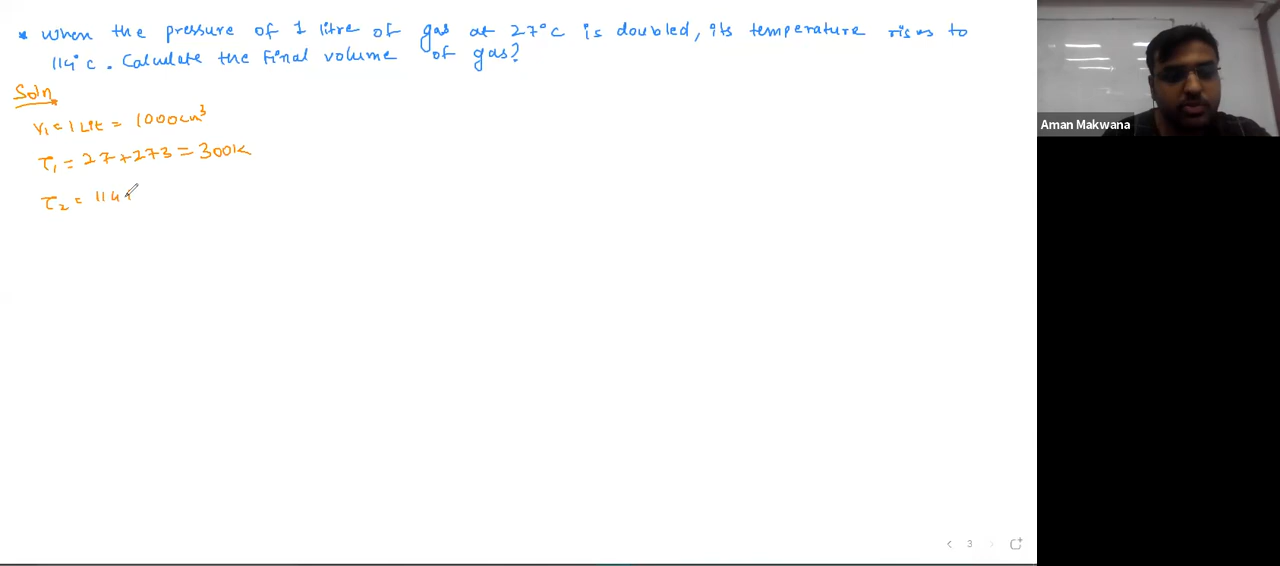 * When the pressure of 1 litre of gas at 27°C is doubled, its temperature rises to
114°C. Calculate the final volume of gas?
Soln
V₁ = 1 Lit = 1000cm³
T₁ = 27 + 273 = 300K
T₂ = 114
Aman Makwana
3